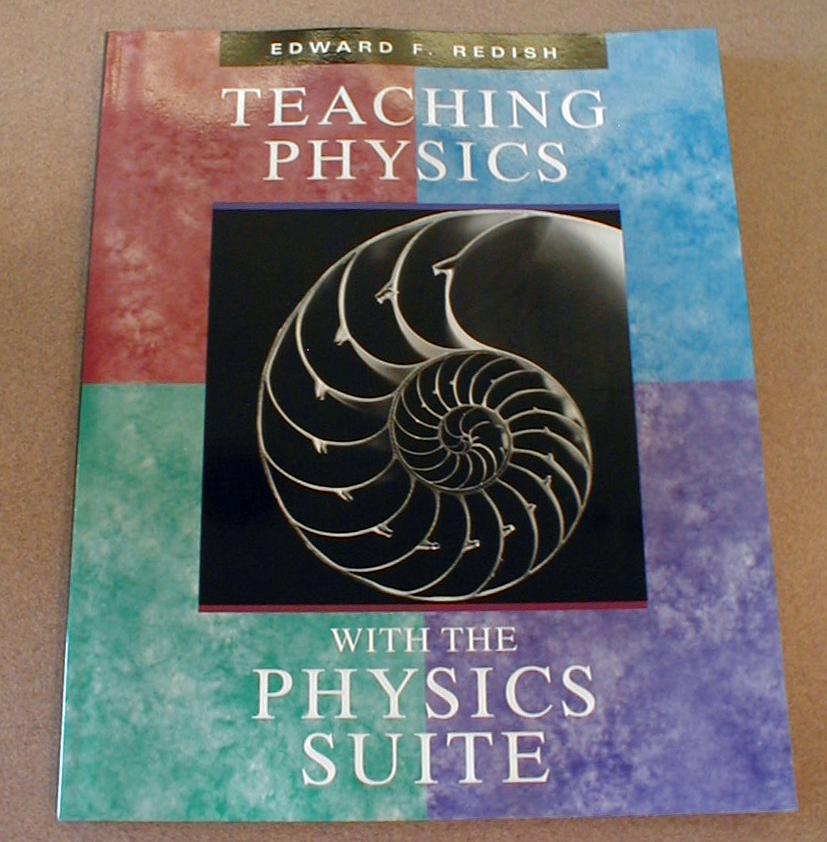 EDWARD F. REDISH
TEACHING
PHYSICS
WITH THE
PHYSICS
SUITE